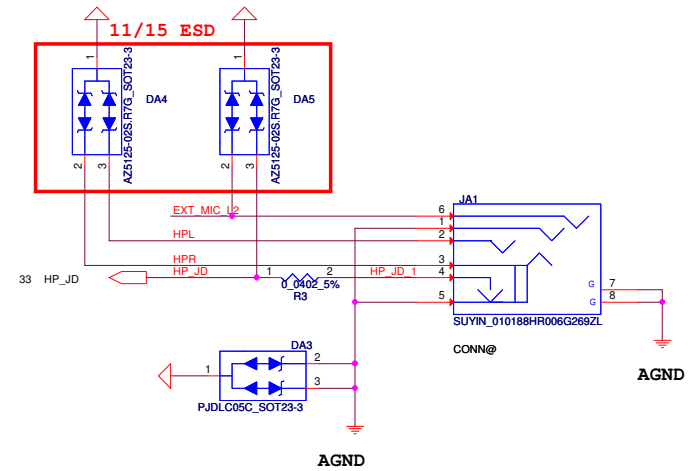 11/15 ESD
1
1
DA4
DA5
AZ5125-02S.R7G_SOT23-3
AZ5125-02S.R7G_SOT23-3
2
3
2
3
JA1
EXT_MIC_L2
6
1
HPL
2
HPR
3
33 HP_JD
HP_JD
1
2
HP_JD_1
4
0_0402_5%
R3
5
G
7
G
8
SUYIN_010188HR006G269ZL
CONN@
AGND
DA3
1
2
3
PJDLC05C_SOT23-3
AGND